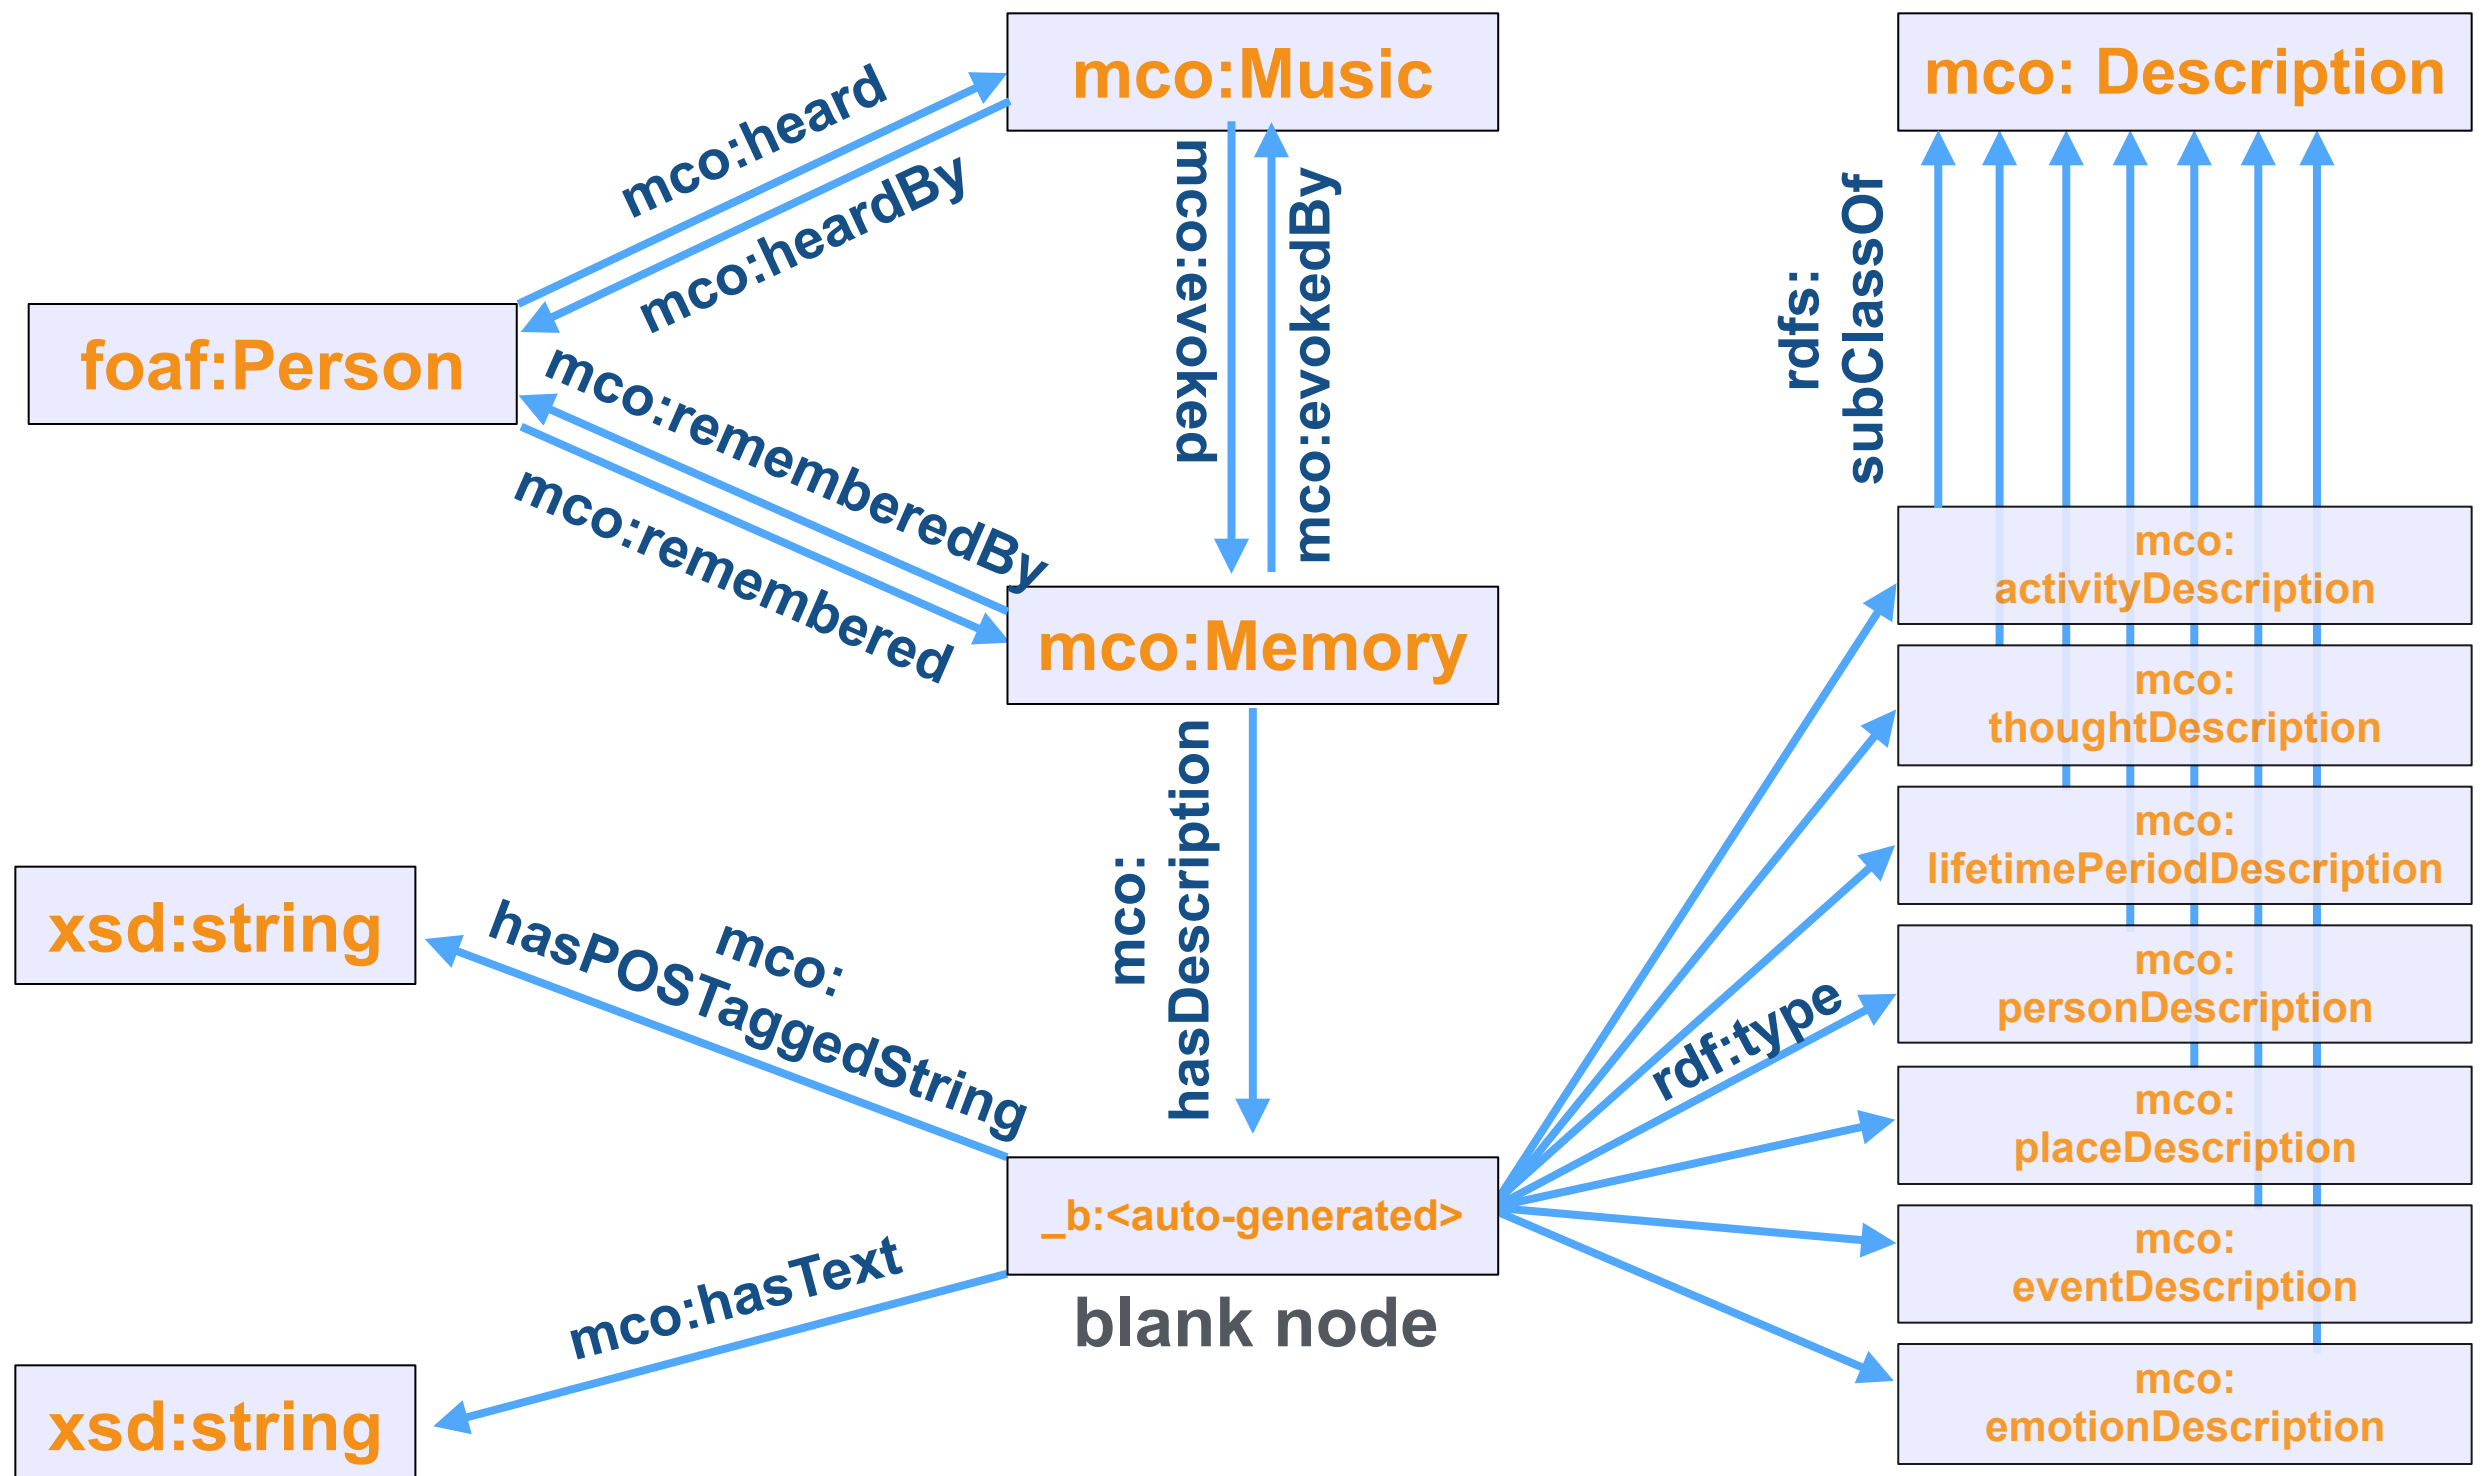 mco:Music
mco: Description
mco:heard
mco:heardBy
mco:evoked
mco:evokedBy
rdfs:
subClassOf
foaf:Person
mco:rememberedBy
mco:remembered
mco:Memory
mco:
activityDescription
mco:
thoughtDescription
mco:
lifetimePeriodDescription
mco:
personDescription
mco:
placeDescription
mco:
eventDescription
mco:
emotionDescription
mco:
hasDescription
xsd:string
mco:
hasPOSTaggedString
rdf:type
_b:<auto-generated>
blank node
mco:hasText
xsd:string